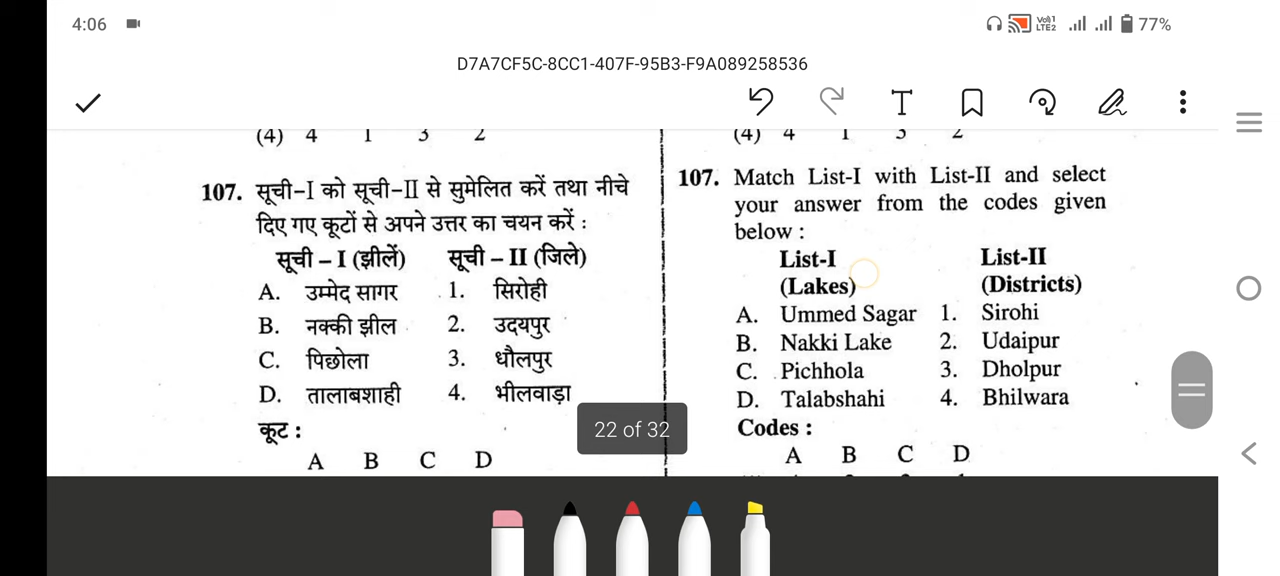 4:06
Vo)) 1
LTE2
77%
D7A7CF5C-8CC1-407F-95B3-F9A089258536
(4) 4 1 3 2
107. सूची-I को सूची-II से सुमेलित करें तथा नीचे
दिए गए कूटों से अपने उत्तर का चयन करें :
सूची – I (झीलें) सूची – II (जिले)
A. उम्मेद सागर 1. सिरोही
B. नक्की झील 2. उदयपुर
C. पिछोला 3. धौलपुर
D. तालाबशाही 4. भीलवाड़ा
कूट :
A B C D
(4) 4 1 3 2
107. Match List-I with List-II and select
your answer from the codes given
below :
List-I List-II
(Lakes) (Districts)
A. Ummed Sagar 1. Sirohi
B. Nakki Lake 2. Udaipur
C. Pichhola 3. Dholpur
D. Talabshahi 4. Bhilwara
Codes :
A B C D
22 of 32